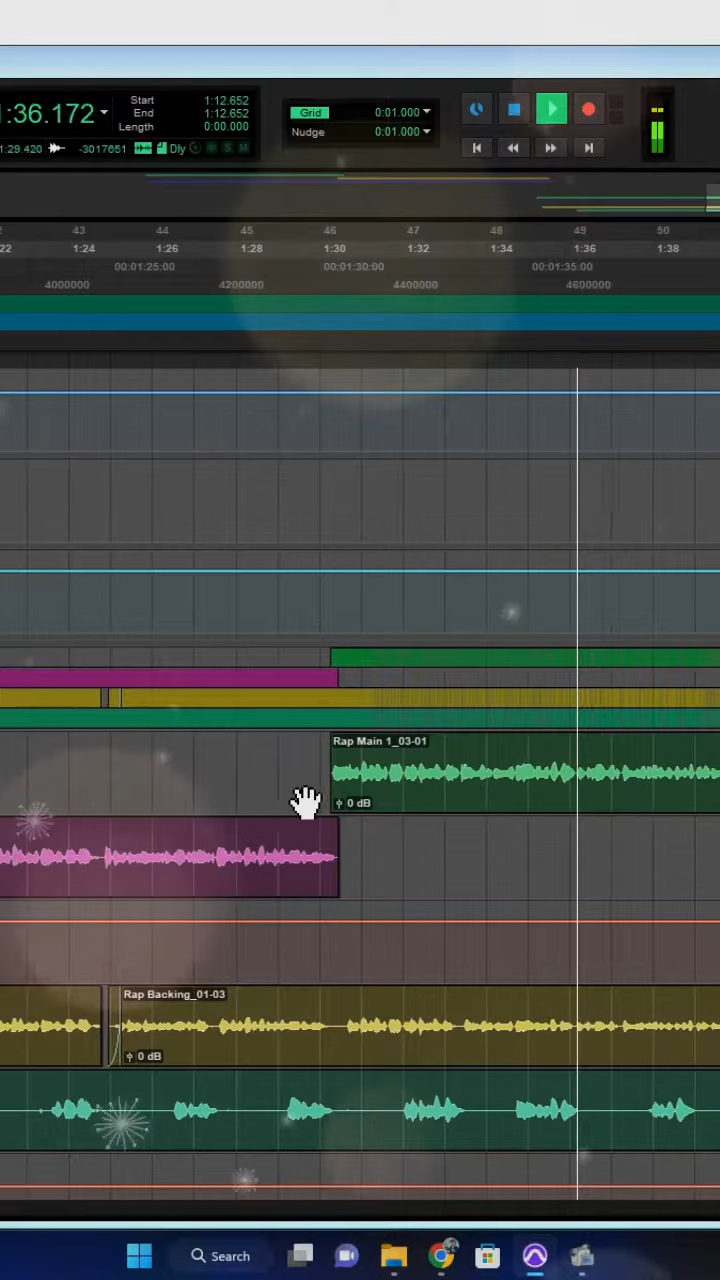 :36.172
Start 1:12.652
End 1:12.652
Length 0:00.000
Grid 0:01.000
Nudge 0:01.000
1:29.420 -3017651 Dly S M
43 44 45 46 47 48 49 50
22 1:24 1:26 1:28 1:30 1:32 1:34 1:36 1:38
00:01:25:00 00:01:30:00 00:01:35:00
4000000 4200000 4400000 4600000
Rap Main 1_03-01
0 dB
Rap Backing_01-03
0 dB
Search